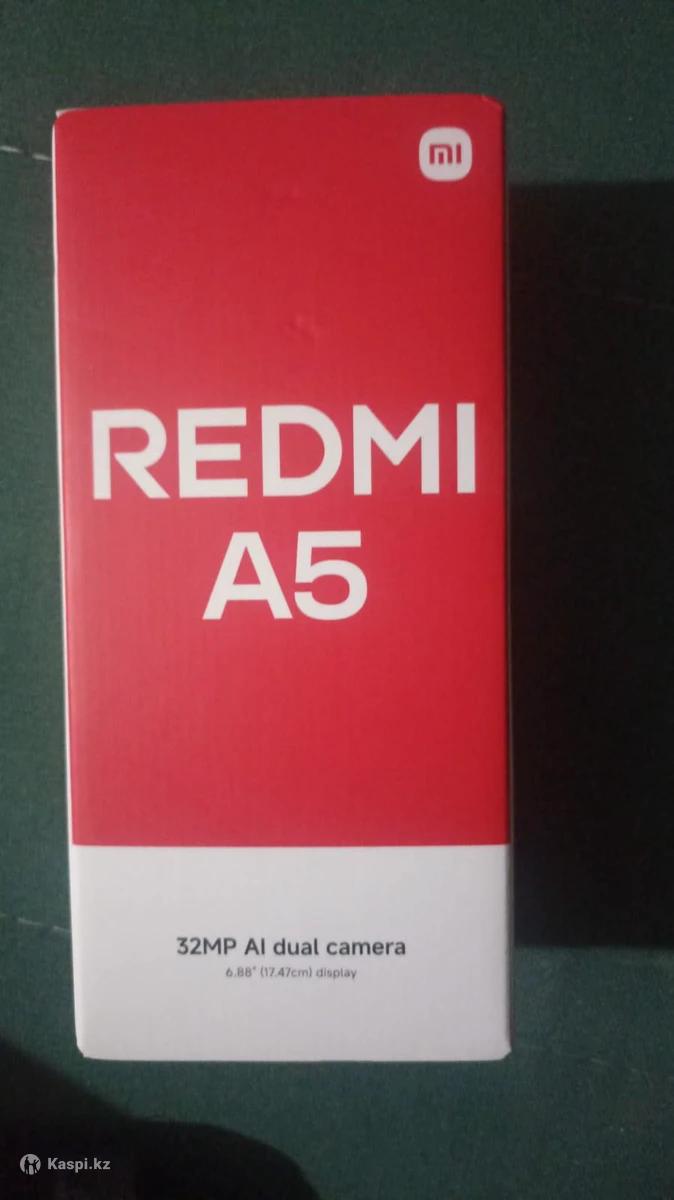 mi
REDMI
A5
32MP AI dual camera
6.88" (17.47cm) display
Kaspi.kz